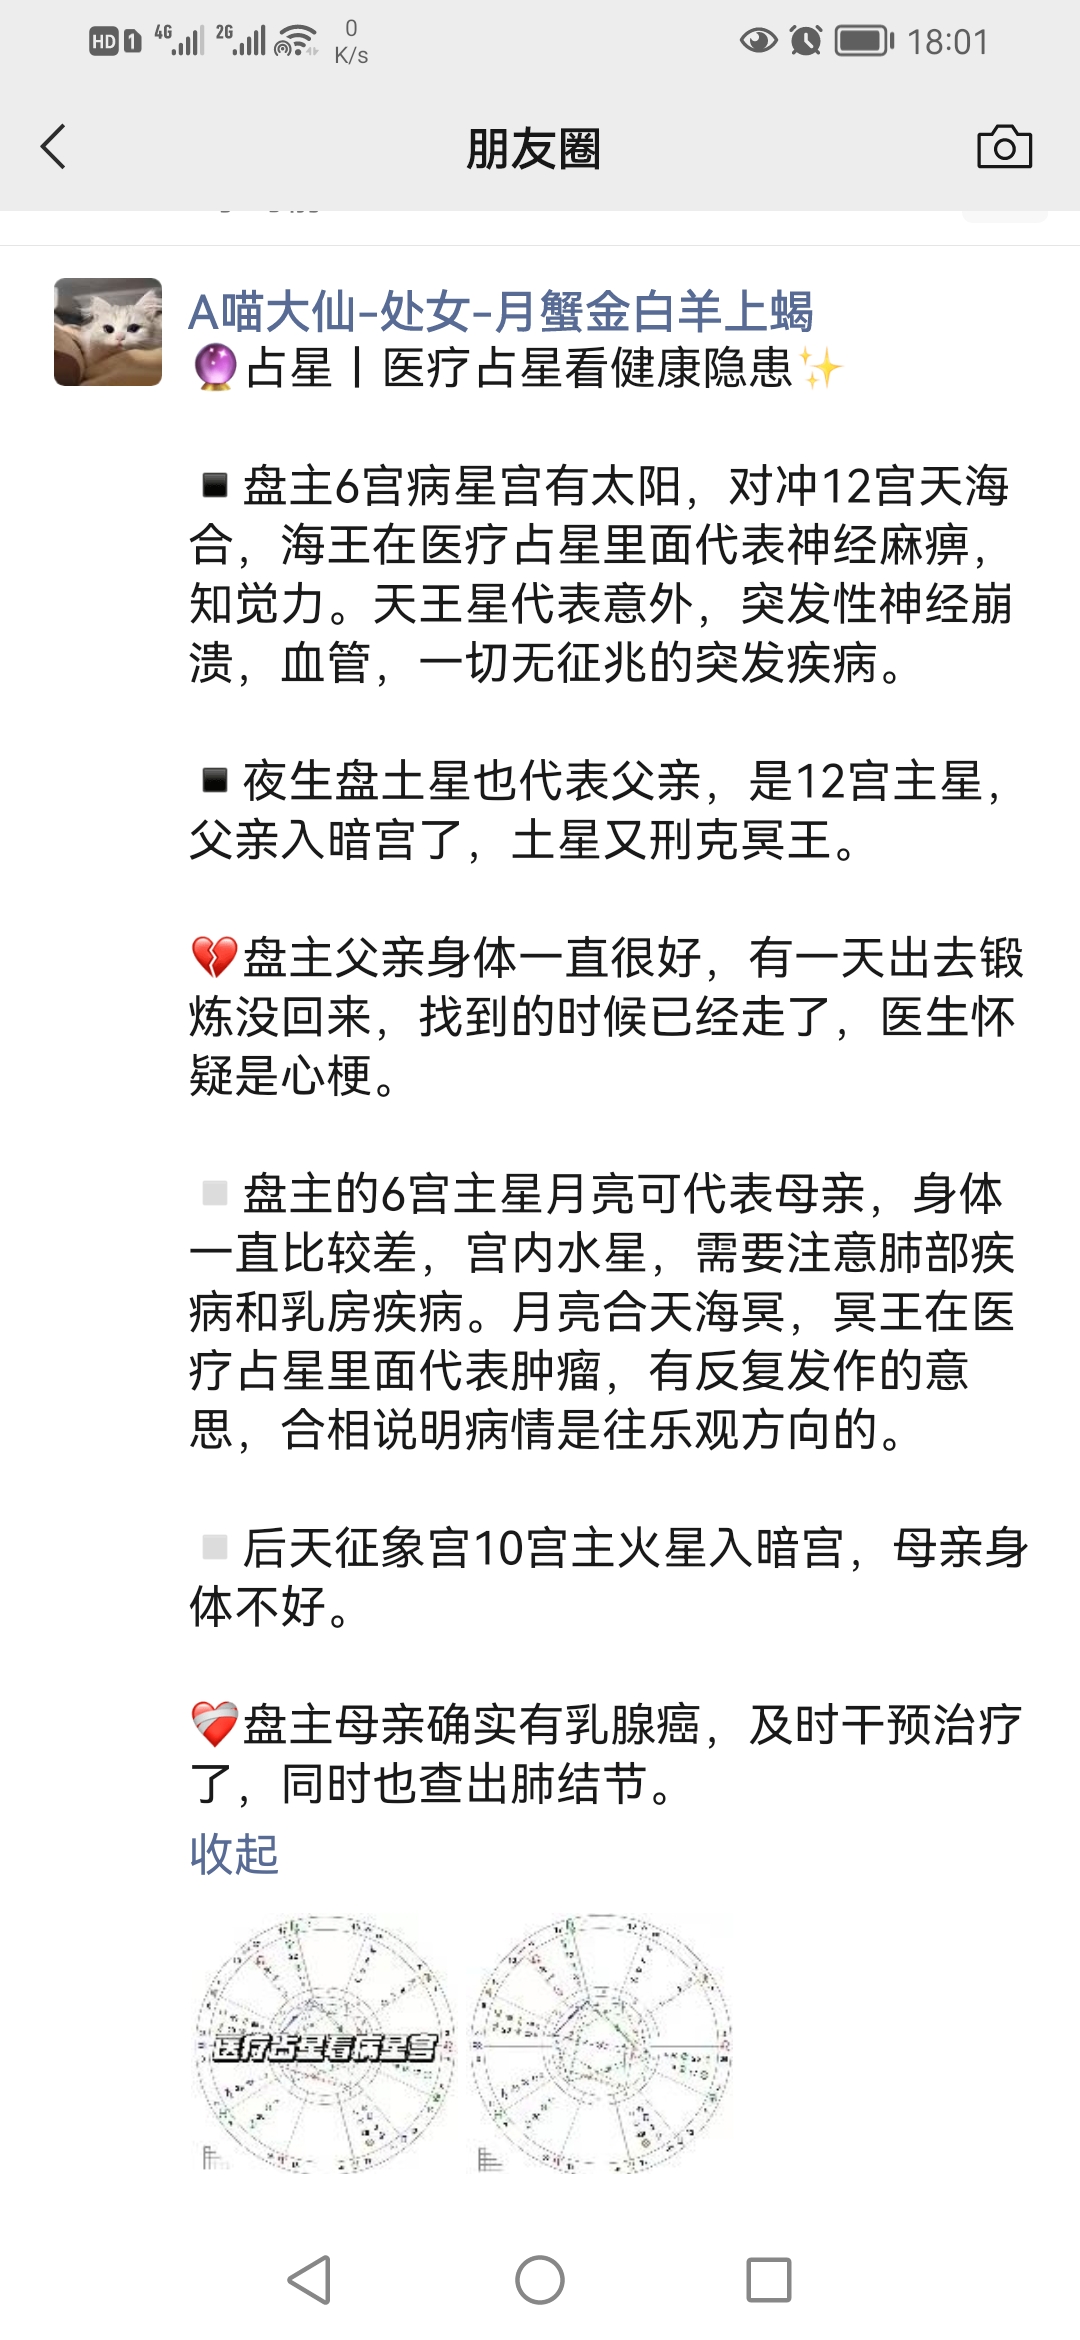 HD 1 4G 2G 0 K/s 18:01
朋友圈
A喵大仙-处女-月蟹金白羊上蝎
🔮占星丨医疗占星看健康隐患✨
▪️盘主6宫病星宫有太阳，对冲12宫天海
合，海王在医疗占星里面代表神经麻痹，
知觉力。天王星代表意外，突发性神经崩
溃，血管，一切无征兆的突发疾病。
▪️夜生盘土星也代表父亲，是12宫主星，
父亲入暗宫了，土星又刑克冥王。
💔盘主父亲身体一直很好，有一天出去锻
炼没回来，找到的时候已经走了，医生怀
疑是心梗。
▫️盘主的6宫主星月亮可代表母亲，身体
一直比较差，宫内水星，需要注意肺部疾
病和乳房疾病。月亮合天海冥，冥王在医
疗占星里面代表肿瘤，有反复发作的意
思，合相说明病情是往乐观方向的。
▫️后天征象宫10宫主火星入暗宫，母亲身
体不好。
❤️‍🩹盘主母亲确实有乳腺癌，及时干预治疗
了，同时也查出肺结节。
收起
医疗占星看病星宫